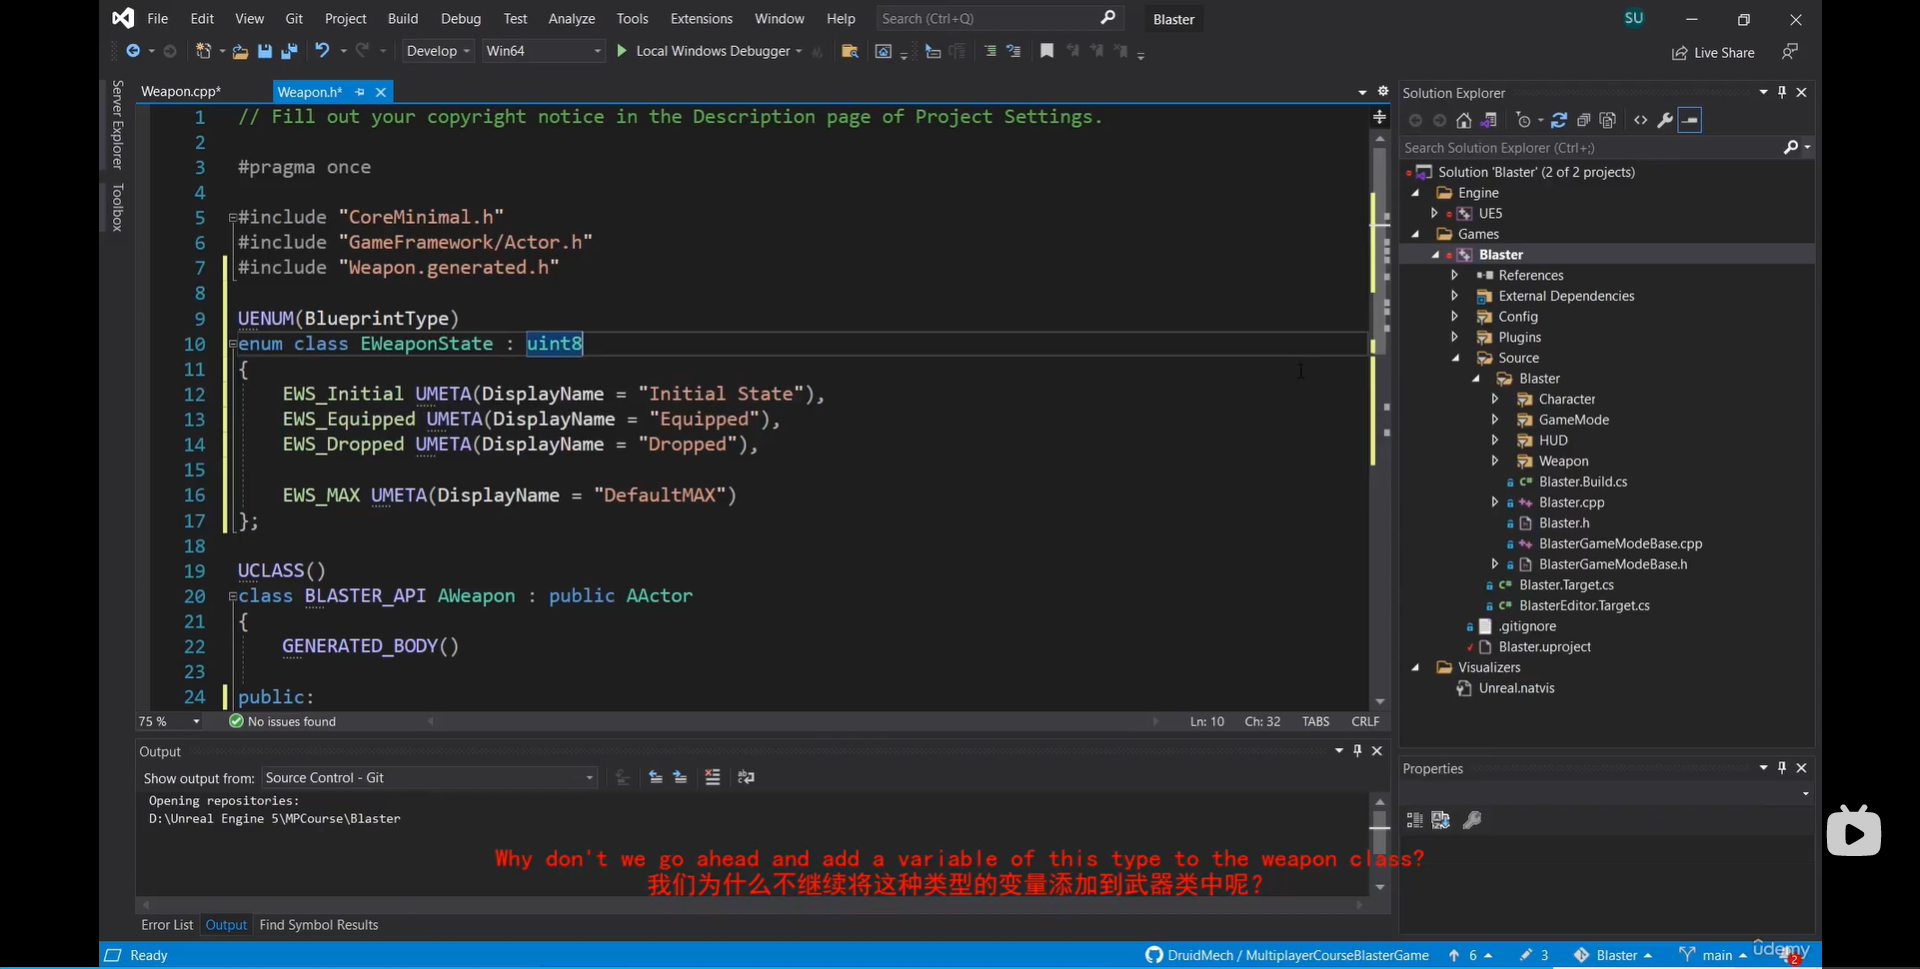 File Edit View Git Project Build Debug Test Analyze Tools Extensions Window Help Search (Ctrl+Q) Blaster SU
Develop Win64 Local Windows Debugger Live Share
Server Explorer
Toolbox
Weapon.cpp* Weapon.h*
1 // Fill out your copyright notice in the Description page of Project Settings.
2
3 #pragma once
4
5 #include "CoreMinimal.h"
6 #include "GameFramework/Actor.h"
7 #include "Weapon.generated.h"
8
9 UENUM(BlueprintType)
10 enum class EWeaponState : uint8
11 {
12 EWS_Initial UMETA(DisplayName = "Initial State"),
13 EWS_Equipped UMETA(DisplayName = "Equipped"),
14 EWS_Dropped UMETA(DisplayName = "Dropped"),
15
16 EWS_MAX UMETA(DisplayName = "DefaultMAX")
17 };
18
19 UCLASS()
20 class BLASTER_API AWeapon : public AActor
21 {
22 GENERATED_BODY()
23
24 public:
75 % No issues found Ln: 10 Ch: 32 TABS CRLF
Output
Show output from: Source Control - Git
Opening repositories:
D:\Unreal Engine 5\MPCourse\Blaster
Why don't we go ahead and add a variable of this type to the weapon class?
我们为什么不继续将这种类型的变量添加到武器类中呢？
Error List Output Find Symbol Results
Solution Explorer
Search Solution Explorer (Ctrl+;)
Solution 'Blaster' (2 of 2 projects)
Engine
UE5
Games
Blaster
References
External Dependencies
Config
Plugins
Source
Blaster
Character
GameMode
HUD
Weapon
Blaster.Build.cs
Blaster.cpp
Blaster.h
BlasterGameModeBase.cpp
BlasterGameModeBase.h
Blaster.Target.cs
BlasterEditor.Target.cs
.gitignore
Blaster.uproject
Visualizers
Unreal.natvis
Properties
Ready DruidMech / MultiplayerCourseBlasterGame 6 3 Blaster main 2
udemy